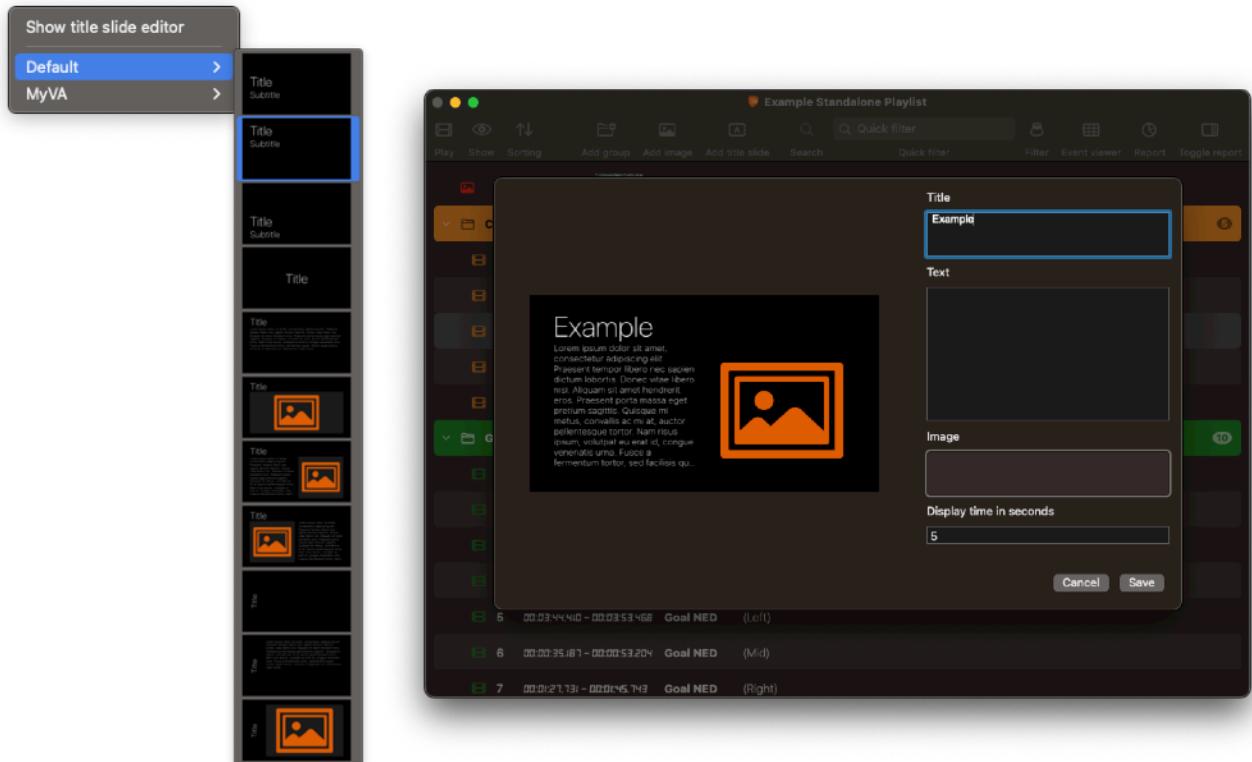 Show title slide editor
Default
MyVA
Title
Subtitle
Title
Subtitle
Title
Subtitle
Title
Title
Title
Title
Title
Title
Title
Title
Example Standalone Playlist
Quick filter
Play Show Sorting Add group Add image Add title slide Search Quick filter Filter Event viewer Report Toggle report
C
5
G
10
Title
Example
Text
Image
Display time in seconds
5
Cancel Save
Example
Lorem ipsum dolor sit amet,
consectetur adipiscing elit.
Praesent tempor libero nec sapien
dictum lobortis. Donec vitae libero
nisi. Aliquam sit amet hendrerit
eros. Praesent porta massa eget
pretium sagittis. Quisque mi
metus, convallis ac mi at, auctor
pellentesque tortor. Nam risus
ipsum, volutpat eu erat id, congue
venenatis urna. Fusce a
fermentum tortor, sed facilisis qu...
5 00:03:44.410 - 00:03:53.468 Goal NED (Left)
6 00:00:35.187 - 00:00:53.204 Goal NED (Mid)
7 00:01:27.731 - 00:01:45.743 Goal NED (Right)